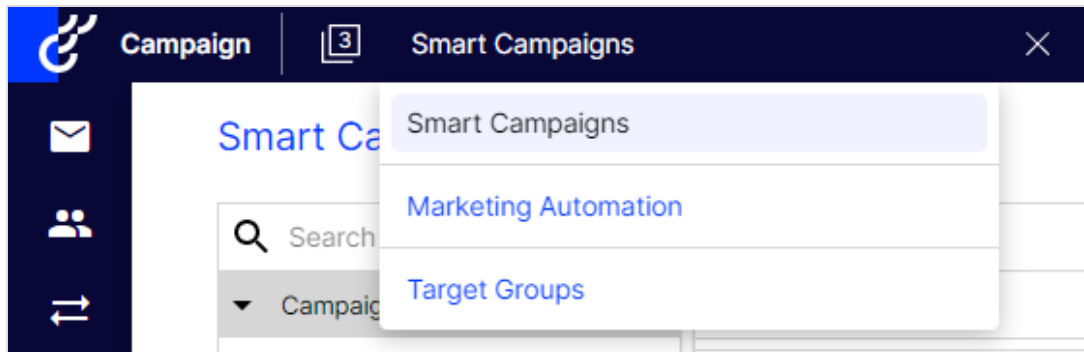 Campaign
3
Smart Campaigns
Smart Ca
Smart Campaigns
Marketing Automation
Search
Campaig
Target Groups